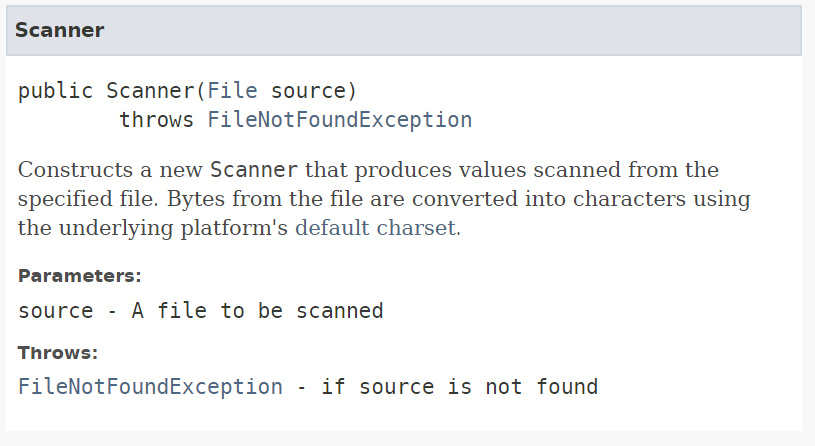 Scanner
public Scanner(File source)
throws FileNotFoundException
Constructs a new Scanner that produces values scanned from the
specified file. Bytes from the file are converted into characters using
the underlying platform's default charset.
Parameters:
source - A file to be scanned
Throws:
FileNotFoundException - if source is not found